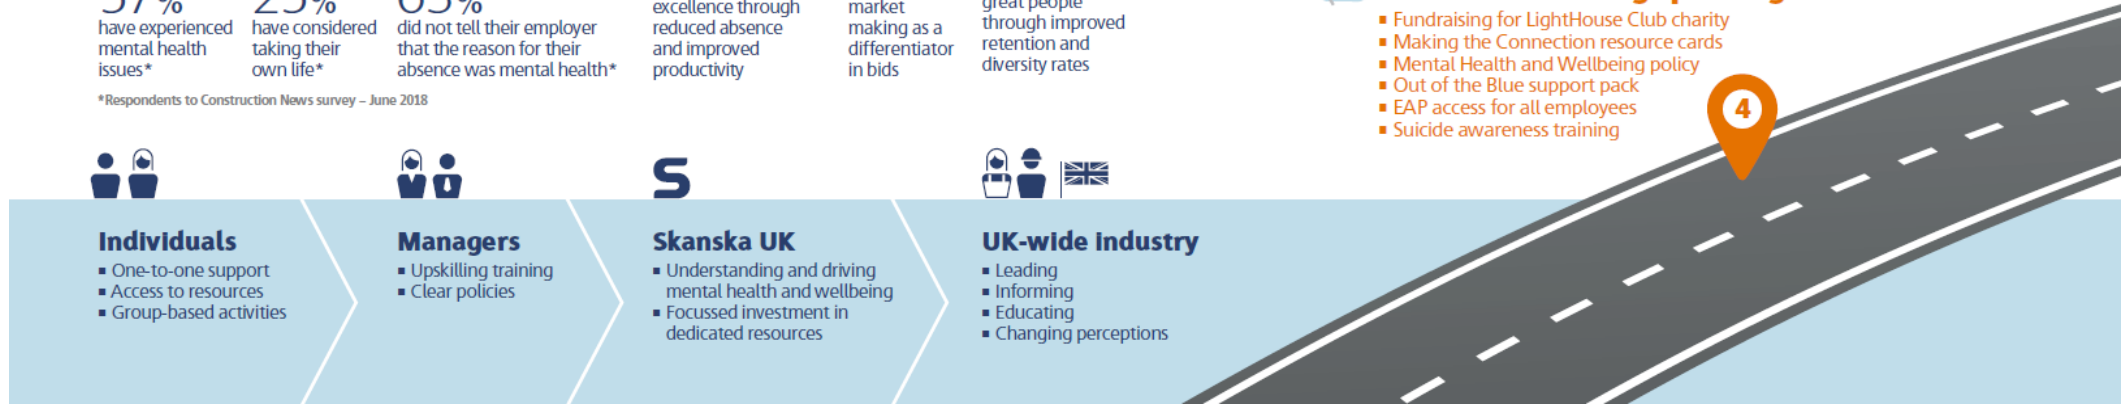 57%
have experienced
mental health
issues*
25%
have considered
taking their
own life*
63%
did not tell their employer
that the reason for their
absence was mental health*
excellence through
reduced absence
and improved
productivity
market
making as a
differentiator
in bids
great people
through improved
retention and
diversity rates
*Respondents to Construction News survey – June 2018
▪ Fundraising for LightHouse Club charity
▪ Making the Connection resource cards
▪ Mental Health and Wellbeing policy
▪ Out of the Blue support pack
▪ EAP access for all employees
▪ Suicide awareness training
4
S
Individuals
▪ One-to-one support
▪ Access to resources
▪ Group-based activities
Managers
▪ Upskilling training
▪ Clear policies
Skanska UK
▪ Understanding and driving
mental health and wellbeing
▪ Focussed investment in
dedicated resources
UK-wide industry
▪ Leading
▪ Informing
▪ Educating
▪ Changing perceptions